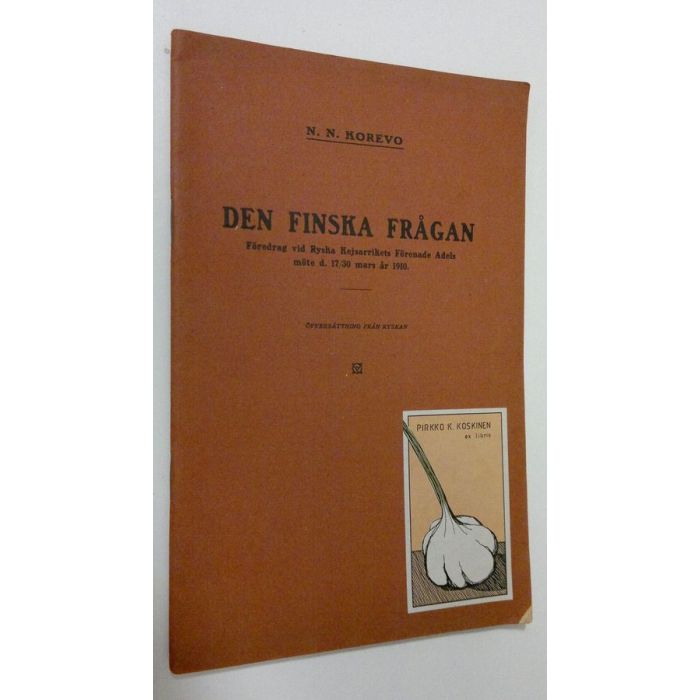 N. N. KOREVO
DEN FINSKA FRÅGAN
Föredrag vid Ryska Kejsarrikets Förenade Adels
möte d. 17/30 mars år 1910.
ÖFVERSÄTTNING FRÅN RYSKAN
PIRKKO K. KOSKINEN
ex libris